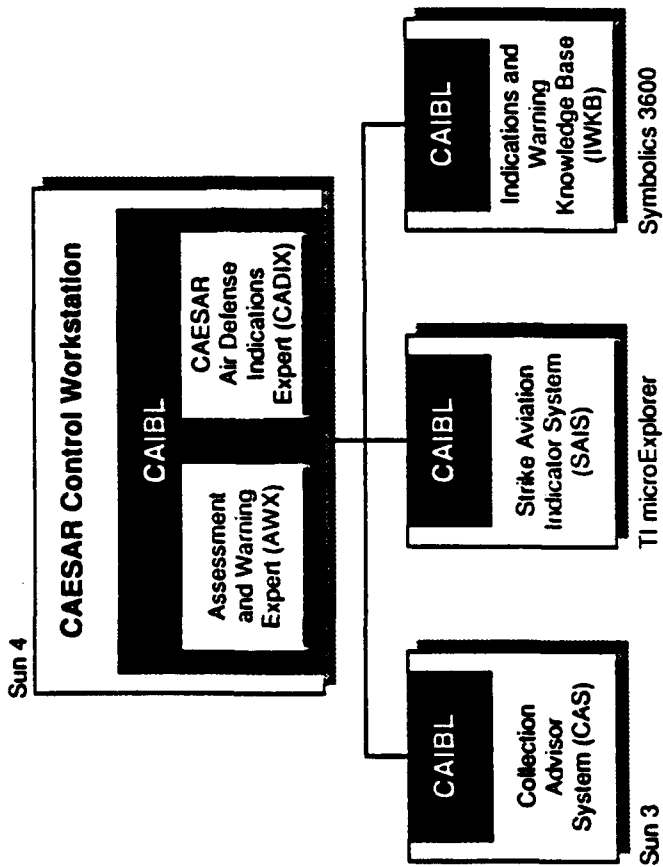 Sun 4
CAESAR Control Workstation
CAIBL
Assessment
and Warning
Expert (AWX)
CAESAR
Air Defense
Indications
Expert (CADIX)
CAIBL
Collection
Advisor
System (CAS)
Sun 3
CAIBL
Strike Aviation
Indicator System
(SAIS)
TI microExplorer
CAIBL
Indications and
Warning
Knowledge Base
(IWKB)
Symbolics 3600